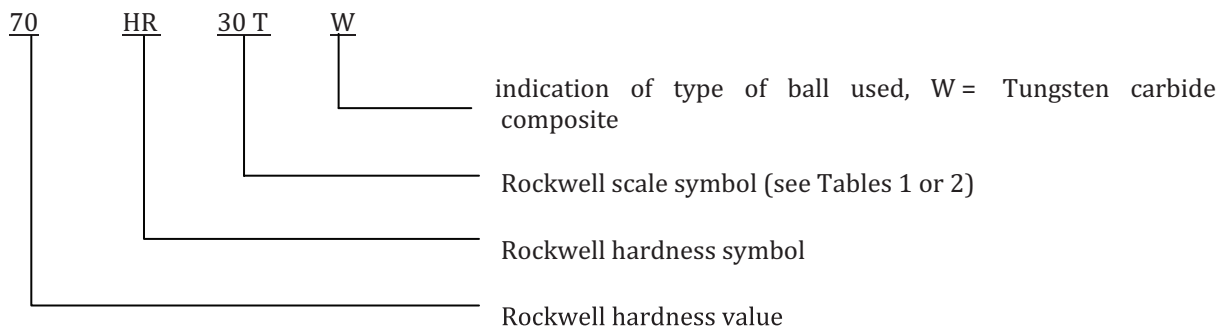 70 HR 30 T W
indication of type of ball used, W = Tungsten carbide
composite
Rockwell scale symbol (see Tables 1 or 2)
Rockwell hardness symbol
Rockwell hardness value